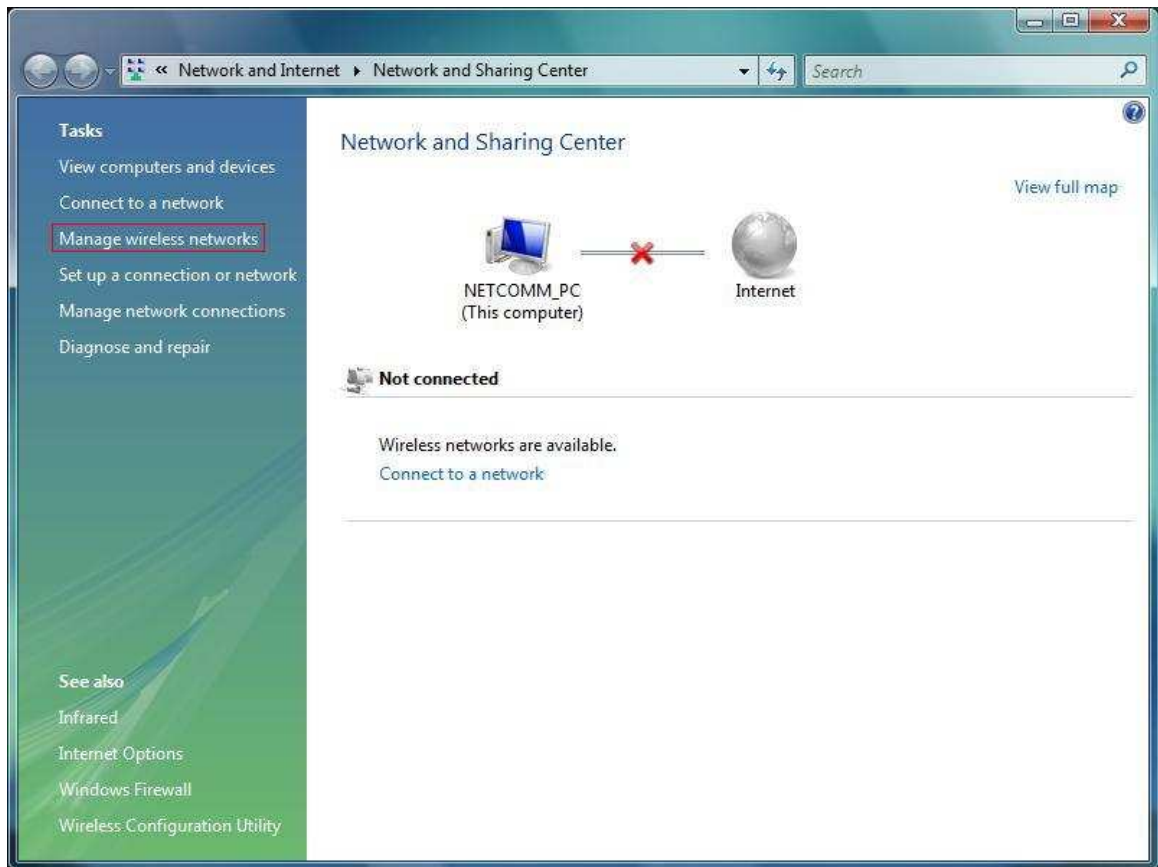 « Network and Internet ▸ Network and Sharing Center
Search
Tasks
View computers and devices
Connect to a network
Manage wireless networks
Set up a connection or network
Manage network connections
Diagnose and repair
See also
Infrared
Internet Options
Windows Firewall
Wireless Configuration Utility
Network and Sharing Center
View full map
NETCOMM_PC
(This computer)
Internet
Not connected
Wireless networks are available.
Connect to a network